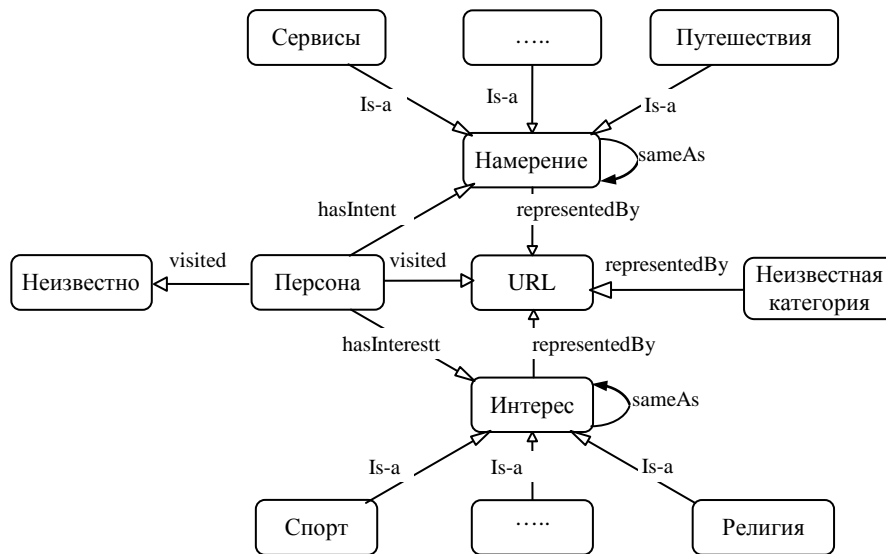 Сервисы
…..
Путешествия
Is-a
Is-a
Is-a
Намерение
sameAs
hasIntent
representedBy
visited
visited
representedBy
Неизвестно
Персона
URL
Неизвестная
категория
hasInterestt
representedBy
Интерес
sameAs
Is-a
Is-a
Is-a
Спорт
…..
Религия